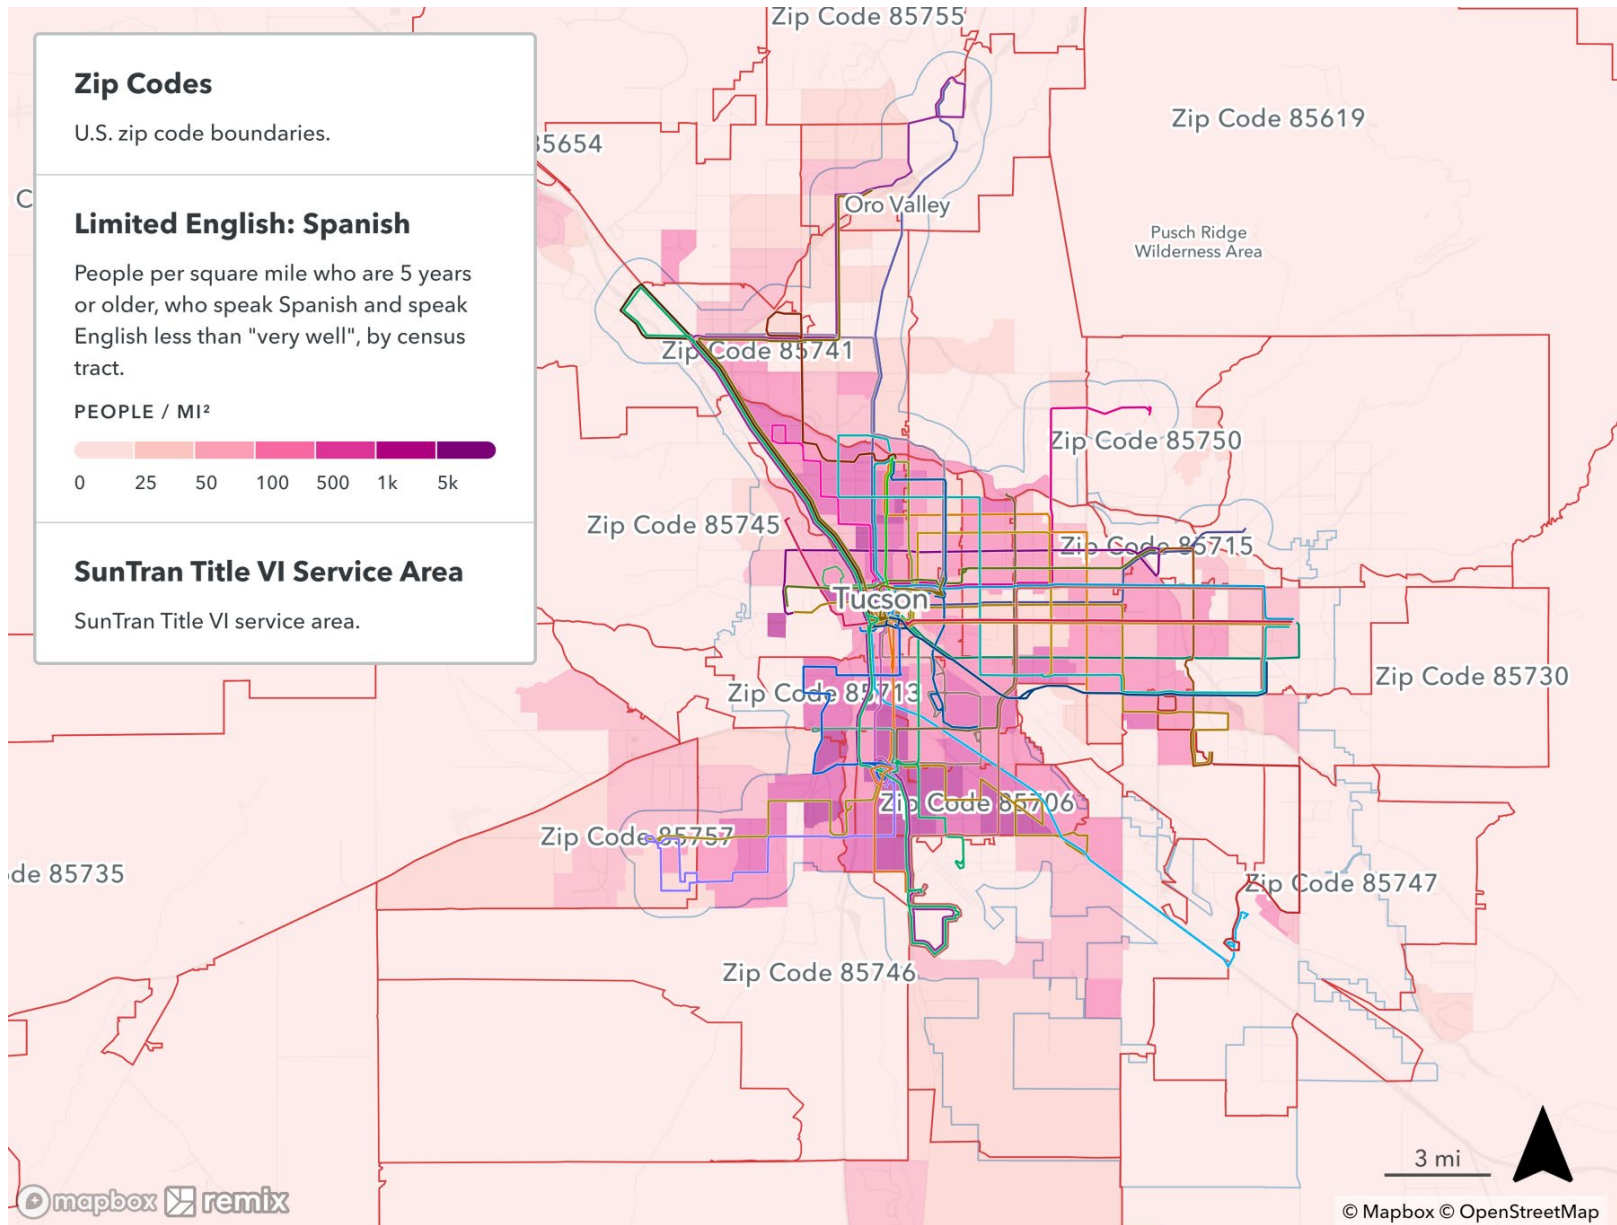 Zip Code 85755
Zip Codes
U.S. zip code boundaries.
Zip Code 85619
85654
C
Limited English: Spanish
Oro Valley
Pusch Ridge
Wilderness Area
People per square mile who are 5 years
or older, who speak Spanish and speak
English less than "very well", by census
tract.
Zip Code 85741
PEOPLE / MI²
0 25 50 100 500 1k 5k
Zip Code 85750
Zip Code 85745
Zip Code 85715
SunTran Title VI Service Area
SunTran Title VI service area.
Tucson
Zip Code 85730
Zip Code 85713
Zip Code 85706
Zip Code 85757
de 85735
Zip Code 85747
Zip Code 85746
3 mi
mapbox remix
© Mapbox © OpenStreetMap